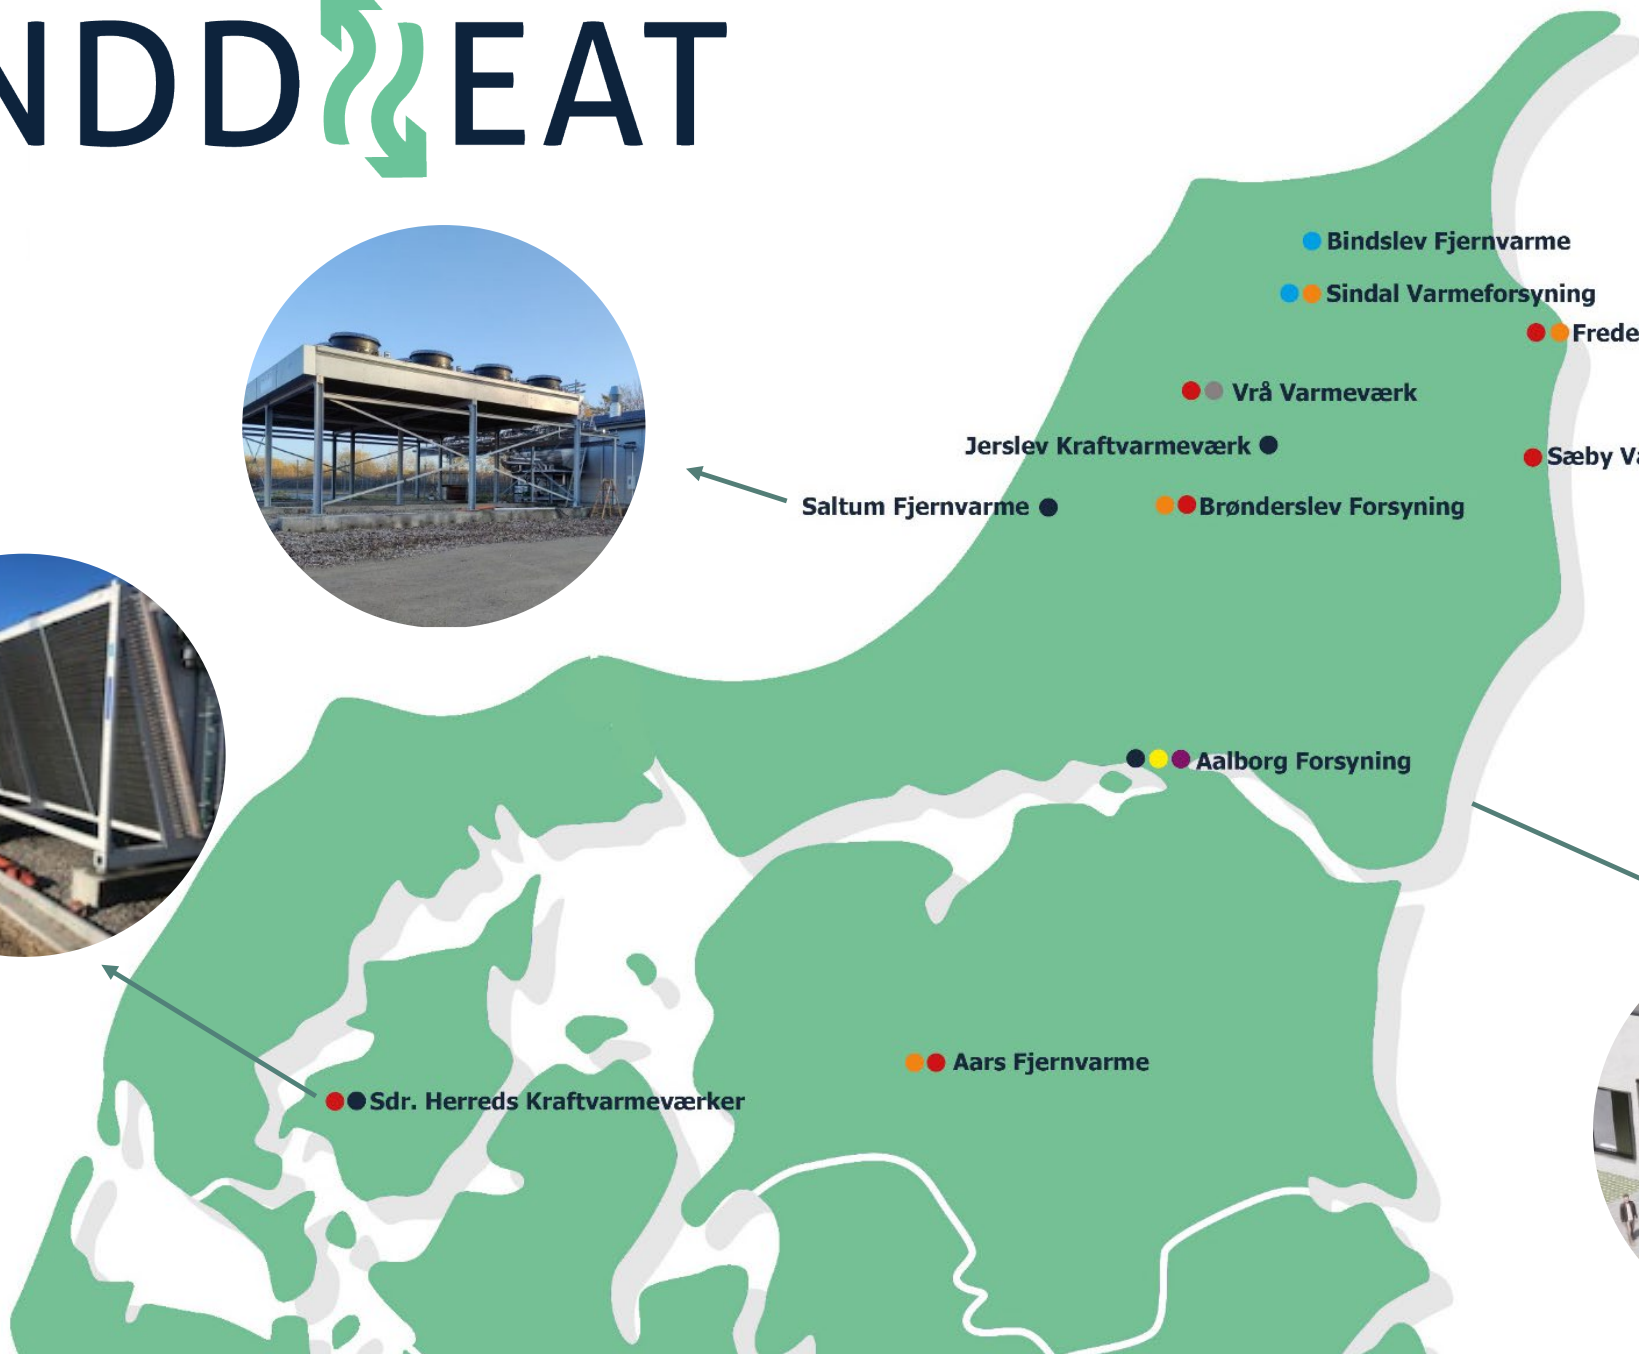 NDD EAT
Bindslev Fjernvarme
Sindal Varmeforsyning
Frede
Vrå Varmeværk
Jerslev Kraftvarmeværk
Sæby Va
Saltum Fjernvarme
Brønderslev Forsyning
Aalborg Forsyning
Aars Fjernvarme
Sdr. Herreds Kraftvarmeværker